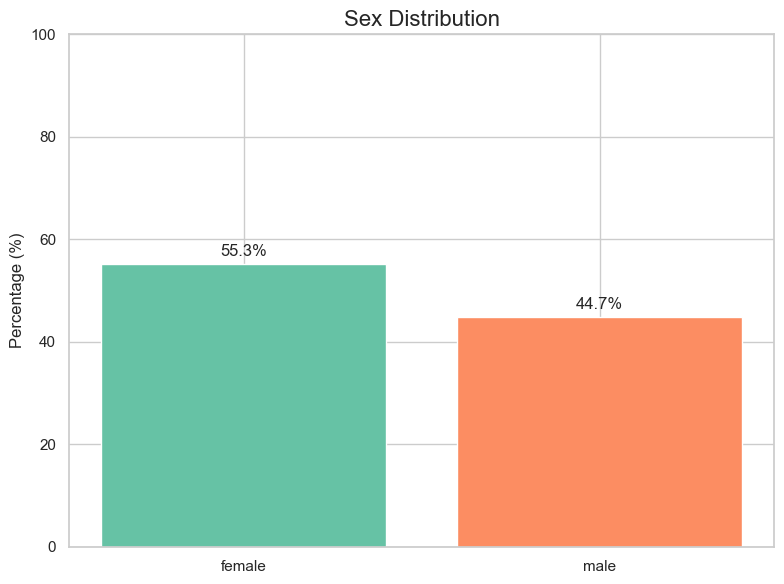 Sex Distribution
Percentage (%)
100
80
60
40
20
0
55.3%
44.7%
female
male